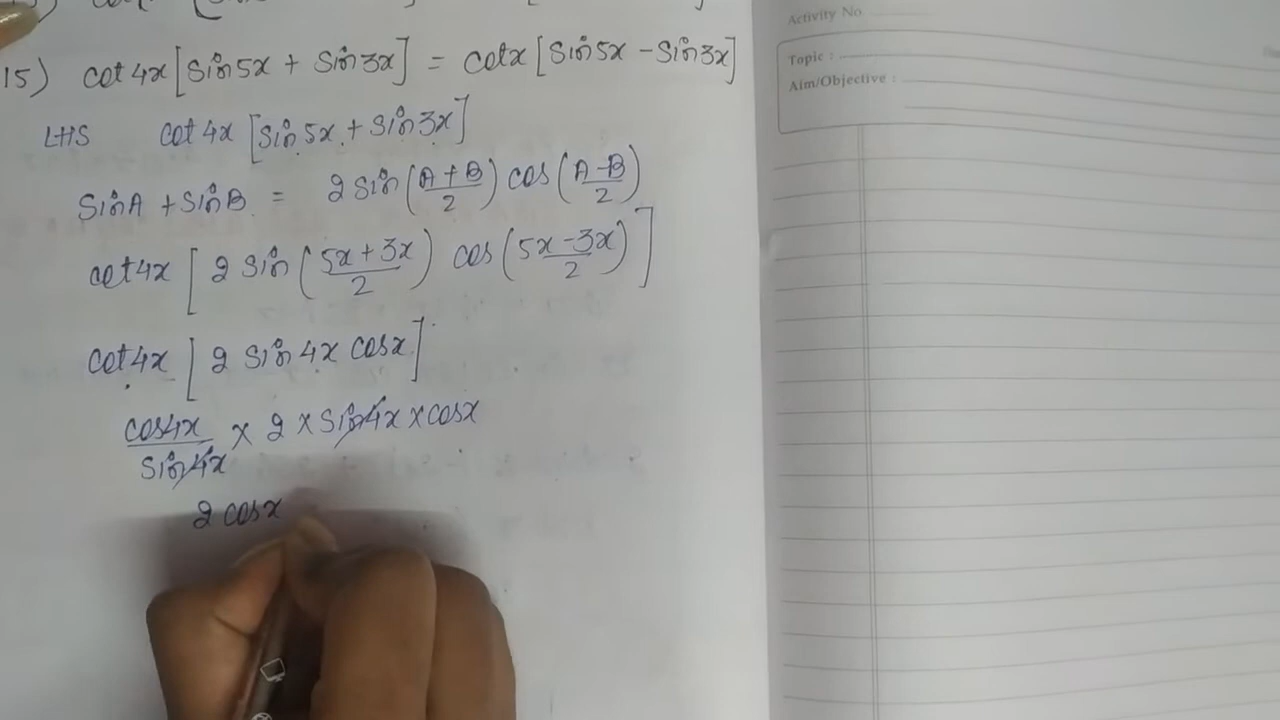 15) cot 4x [sin 5x + sin 3x] = cot x [sin 5x - sin 3x]
LHS cot 4x [sin 5x + sin 3x]
sin A + sin B = 2 sin (A + B / 2) cos (A - B / 2)
cot 4x [2 sin (5x + 3x / 2) cos (5x - 3x / 2)]
cot 4x [2 sin 4x cos x]
cos 4x / sin 4x × 2 × sin 4x × cos x
2 cos x
Activity No
Topic :
Aim/Objective :